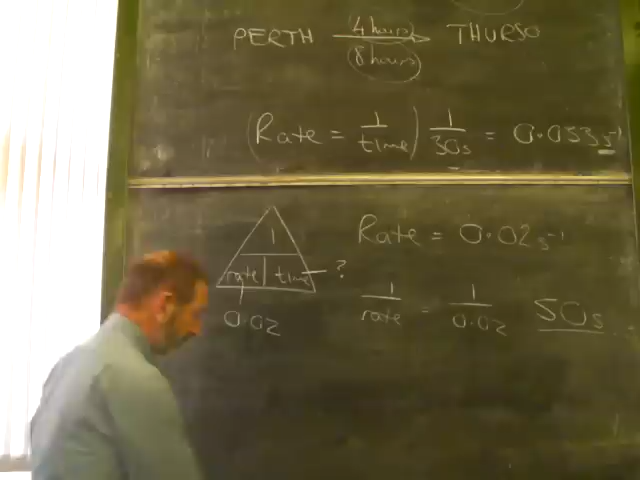 PERTH 4 hours THURSO
8 hours
(Rate = 1/time) 1/30s = 0.033s⁻¹
1
rate time ?
0.02
Rate = 0.02 s⁻¹
1/rate = 1/0.02 50s